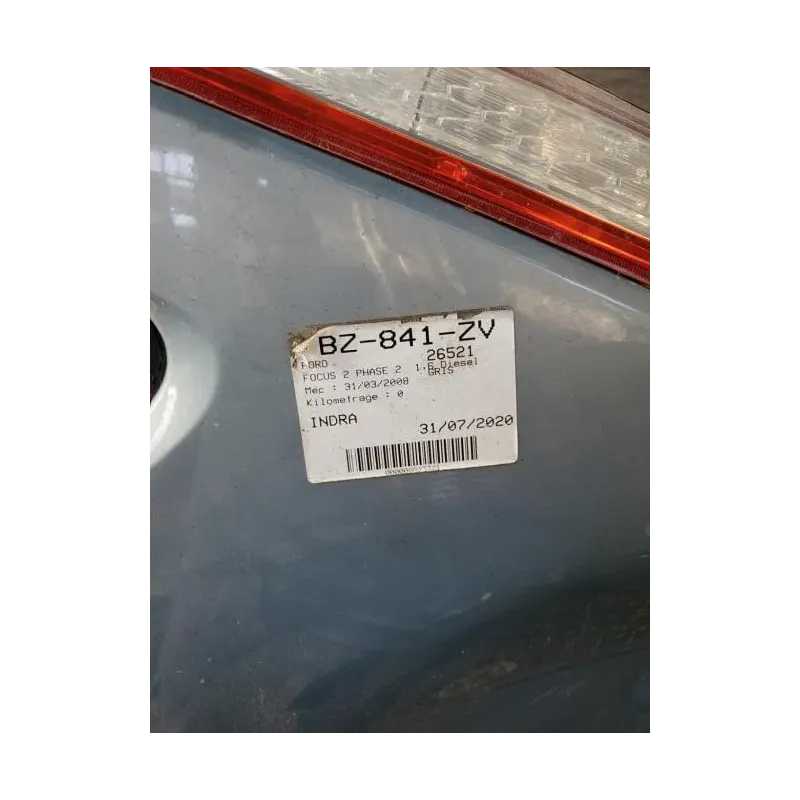 BZ-841-ZV
FORD 26521
FOCUS 2 PHASE 2 1.6 Diesel
Mec : 31/03/2008 GRIS
Kilometrage : 0
INDRA 31/07/2020